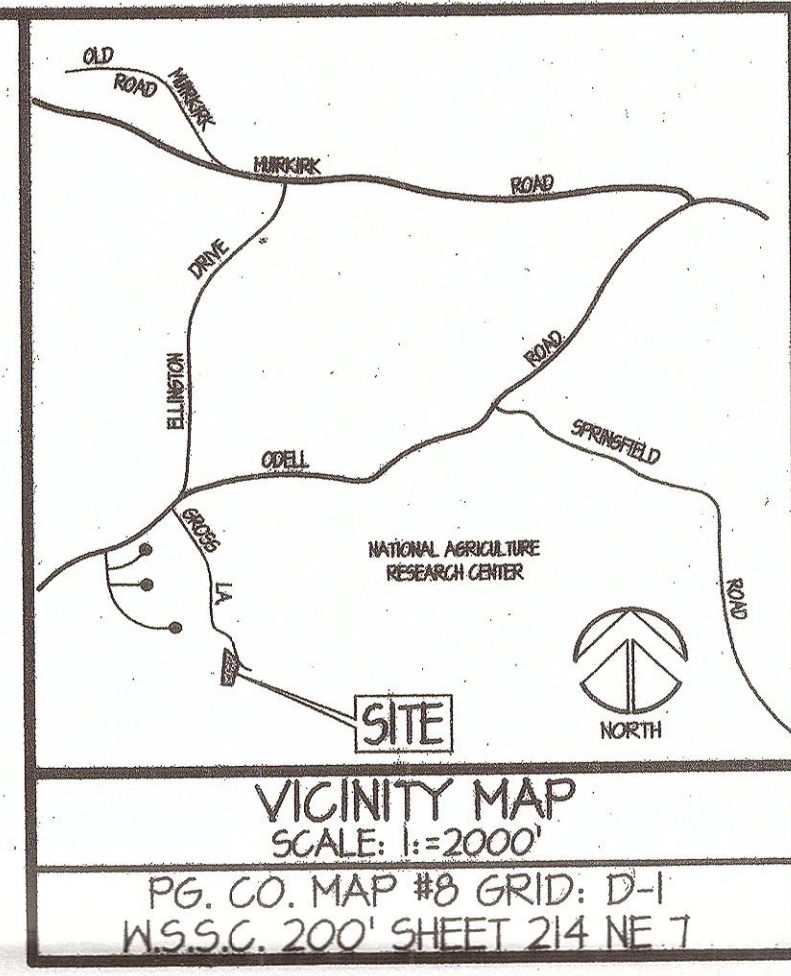 OLD
ROAD
MUIRKIRK
MUIRKIRK
ROAD
DRIVE
ELLINGTON
ROAD
ODELL
SPRINGFIELD
ROAD
GROSS
LA.
NATIONAL AGRICULTURE
RESEARCH CENTER
SITE
NORTH
VICINITY MAP
SCALE: 1:=2000'
PG. CO. MAP #8 GRID: D-1
W.S.S.C. 200' SHEET 214 NE 7